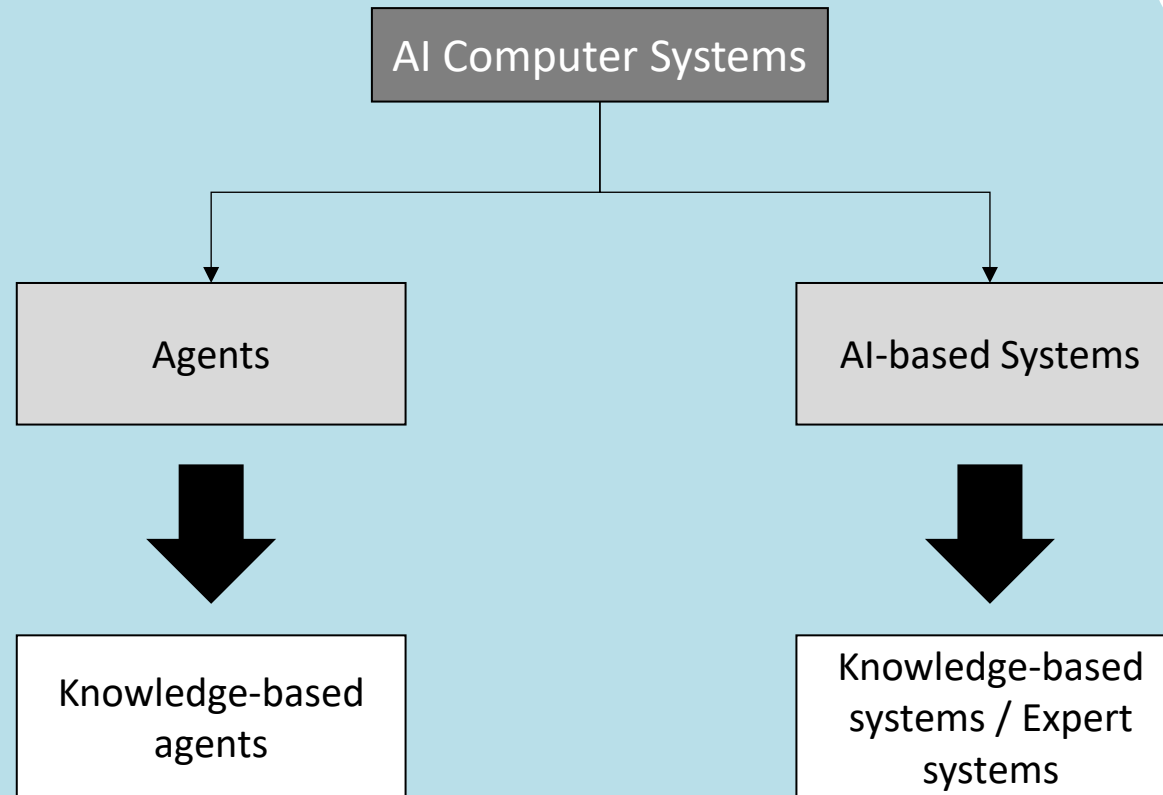 AI Computer Systems
Agents
AI-based Systems
Knowledge-based
agents
Knowledge-based
systems / Expert
systems